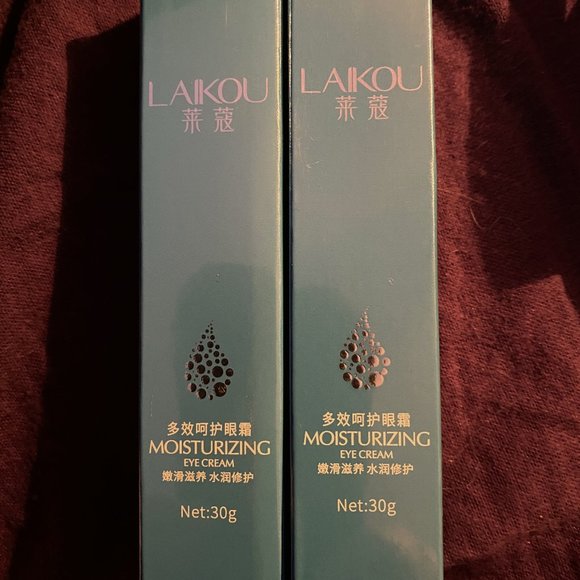 LAIKOU
莱蔻
多效呵护眼霜
MOISTURIZING
EYE CREAM
嫩滑滋养 水润修护
Net:30g
LAIKOU
莱蔻
多效呵护眼霜
MOISTURIZING
EYE CREAM
嫩滑滋养 水润修护
Net:30g